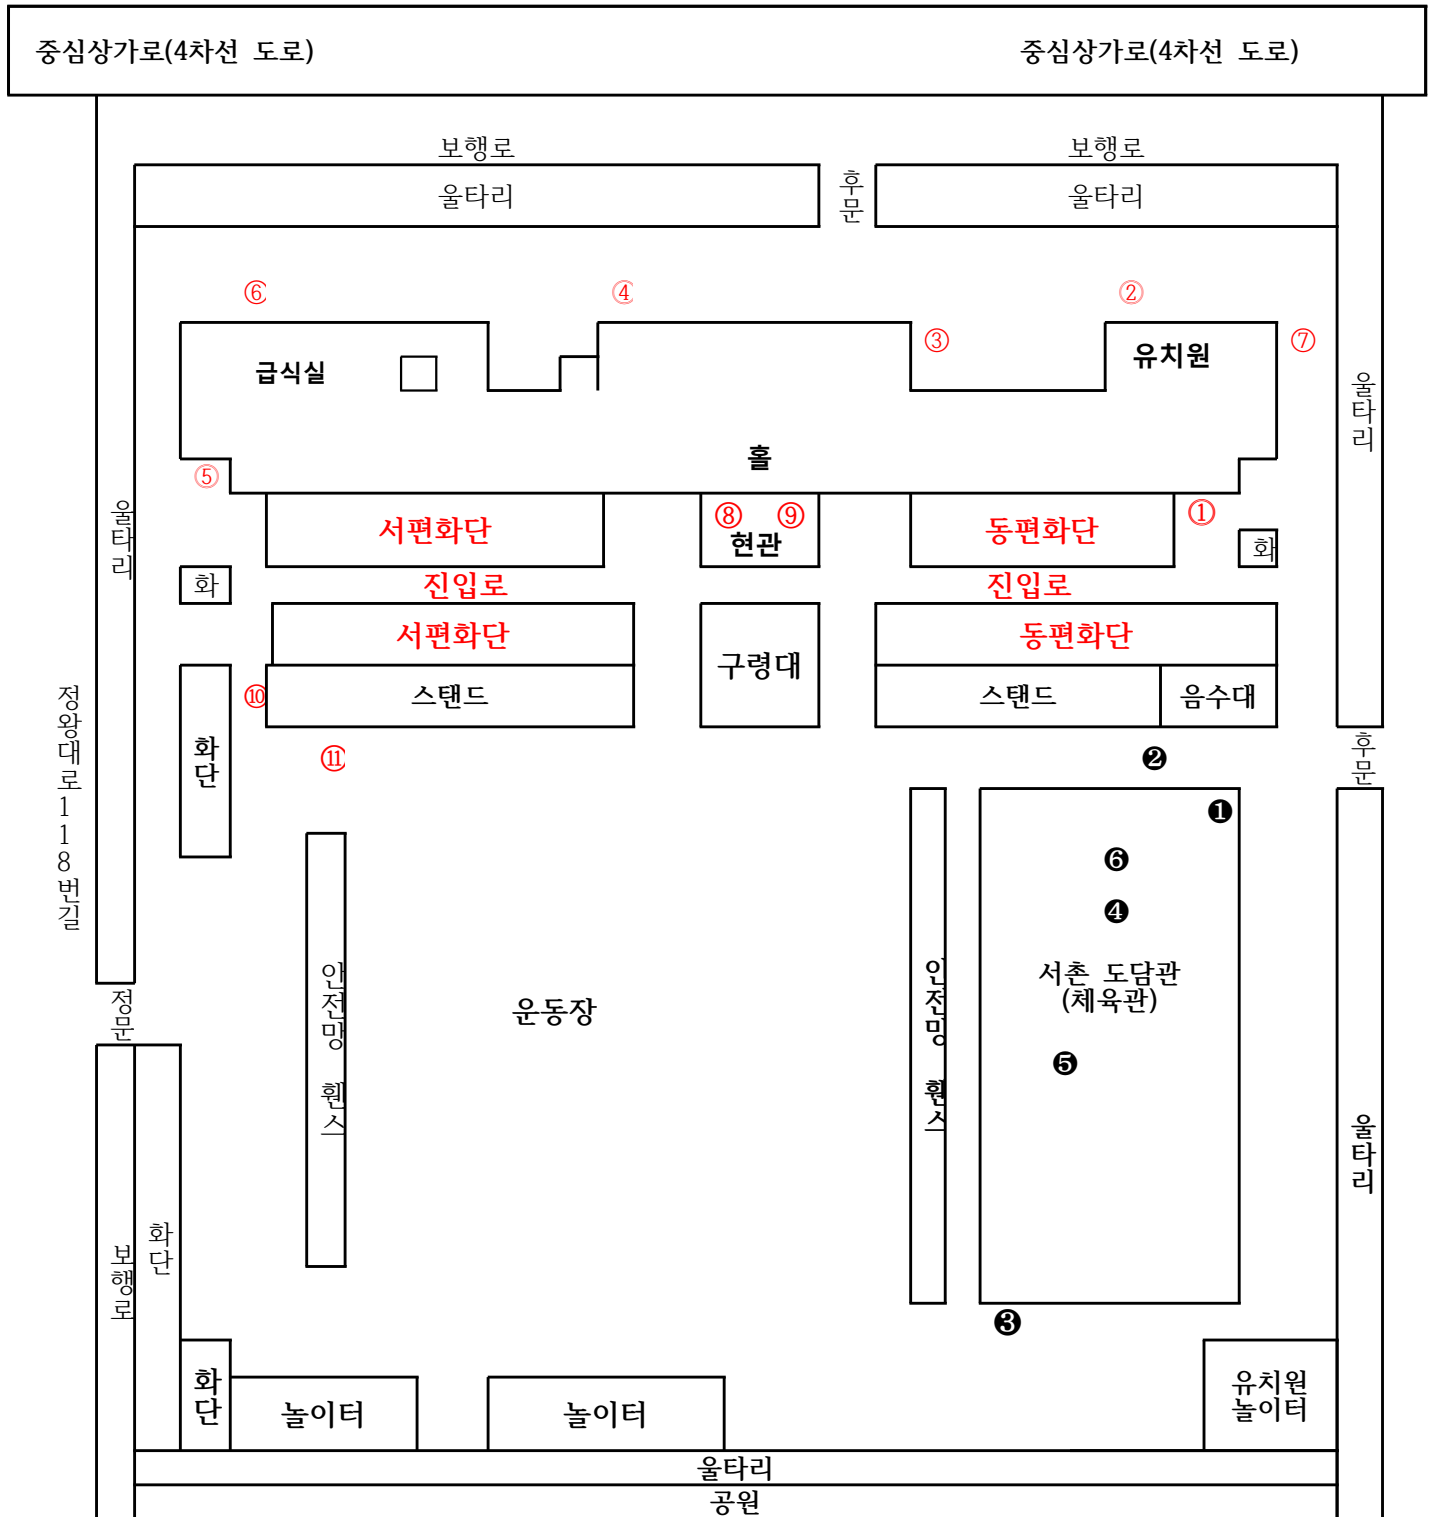 중심상가로(4차선 도로)
중심상가로(4차선 도로)
보행로
보행로
울타리
후문
울타리
⑥
④
②
③
⑦
급식실
유치원
울타리
홀
⑤
울타리
서편화단
⑧
⑨
현관
동편화단
①
화
화
진입로
진입로
서편화단
구령대
동편화단
⑩
스탠드
스탠드
음수대
정왕대로118번길
화단
⑪
❷
후문
❶
❻
❹
안전망 휀스
운동장
안전망 휀스
서촌 도담관
(체육관)
정문
❺
울타리
보행로
화단
❸
화단
놀이터
놀이터
유치원
놀이터
울타리
공원